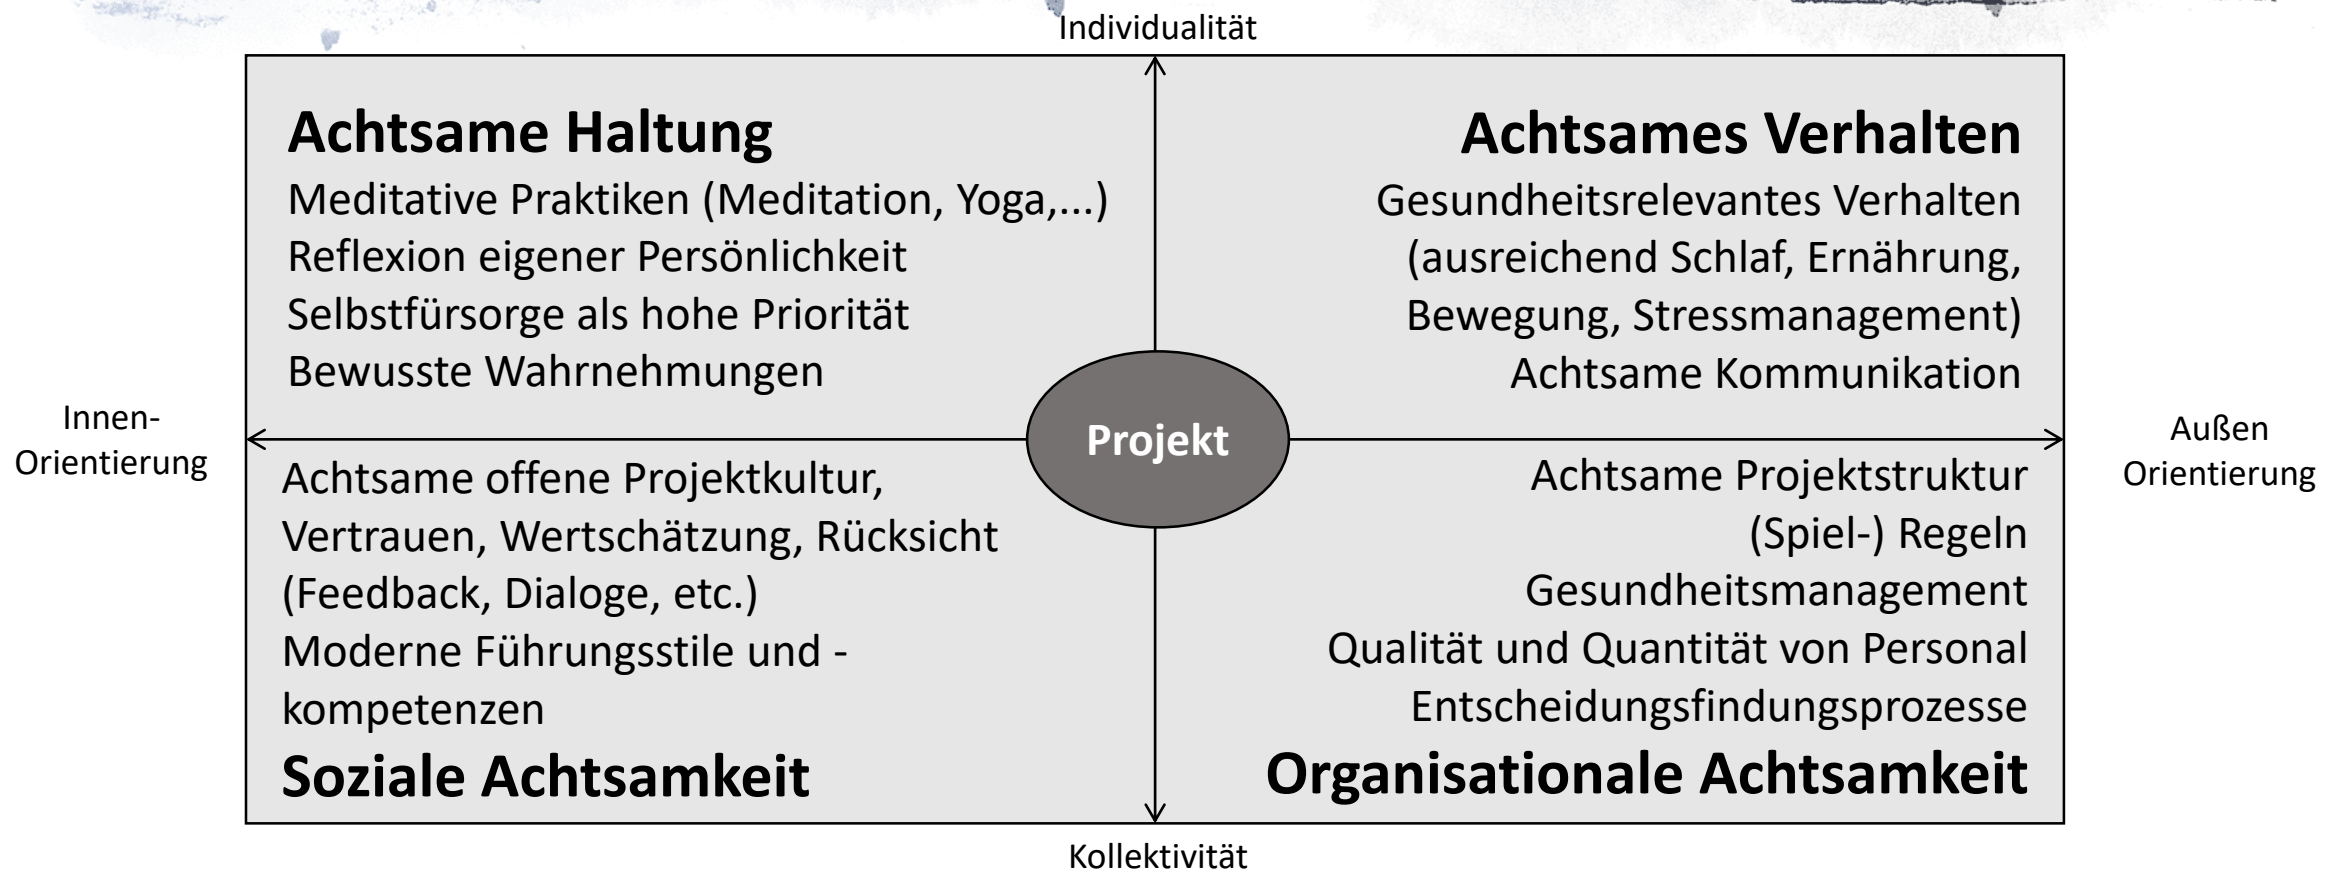 Individualität
Achtsame Haltung
Meditative Praktiken (Meditation, Yoga,...)
Reflexion eigener Persönlichkeit
Selbstfürsorge als hohe Priorität
Bewusste Wahrnehmungen
Achtsames Verhalten
Gesundheitsrelevantes Verhalten
(ausreichend Schlaf, Ernährung,
Bewegung, Stressmanagement)
Achtsame Kommunikation
Innen-
Orientierung
Projekt
Außen
Orientierung
Achtsame offene Projektkultur,
Vertrauen, Wertschätzung, Rücksicht
(Feedback, Dialoge, etc.)
Moderne Führungsstile und -
kompetenzen
Soziale Achtsamkeit
Achtsame Projektstruktur
(Spiel-) Regeln
Gesundheitsmanagement
Qualität und Quantität von Personal
Entscheidungsfindungsprozesse
Organisationale Achtsamkeit
Kollektivität